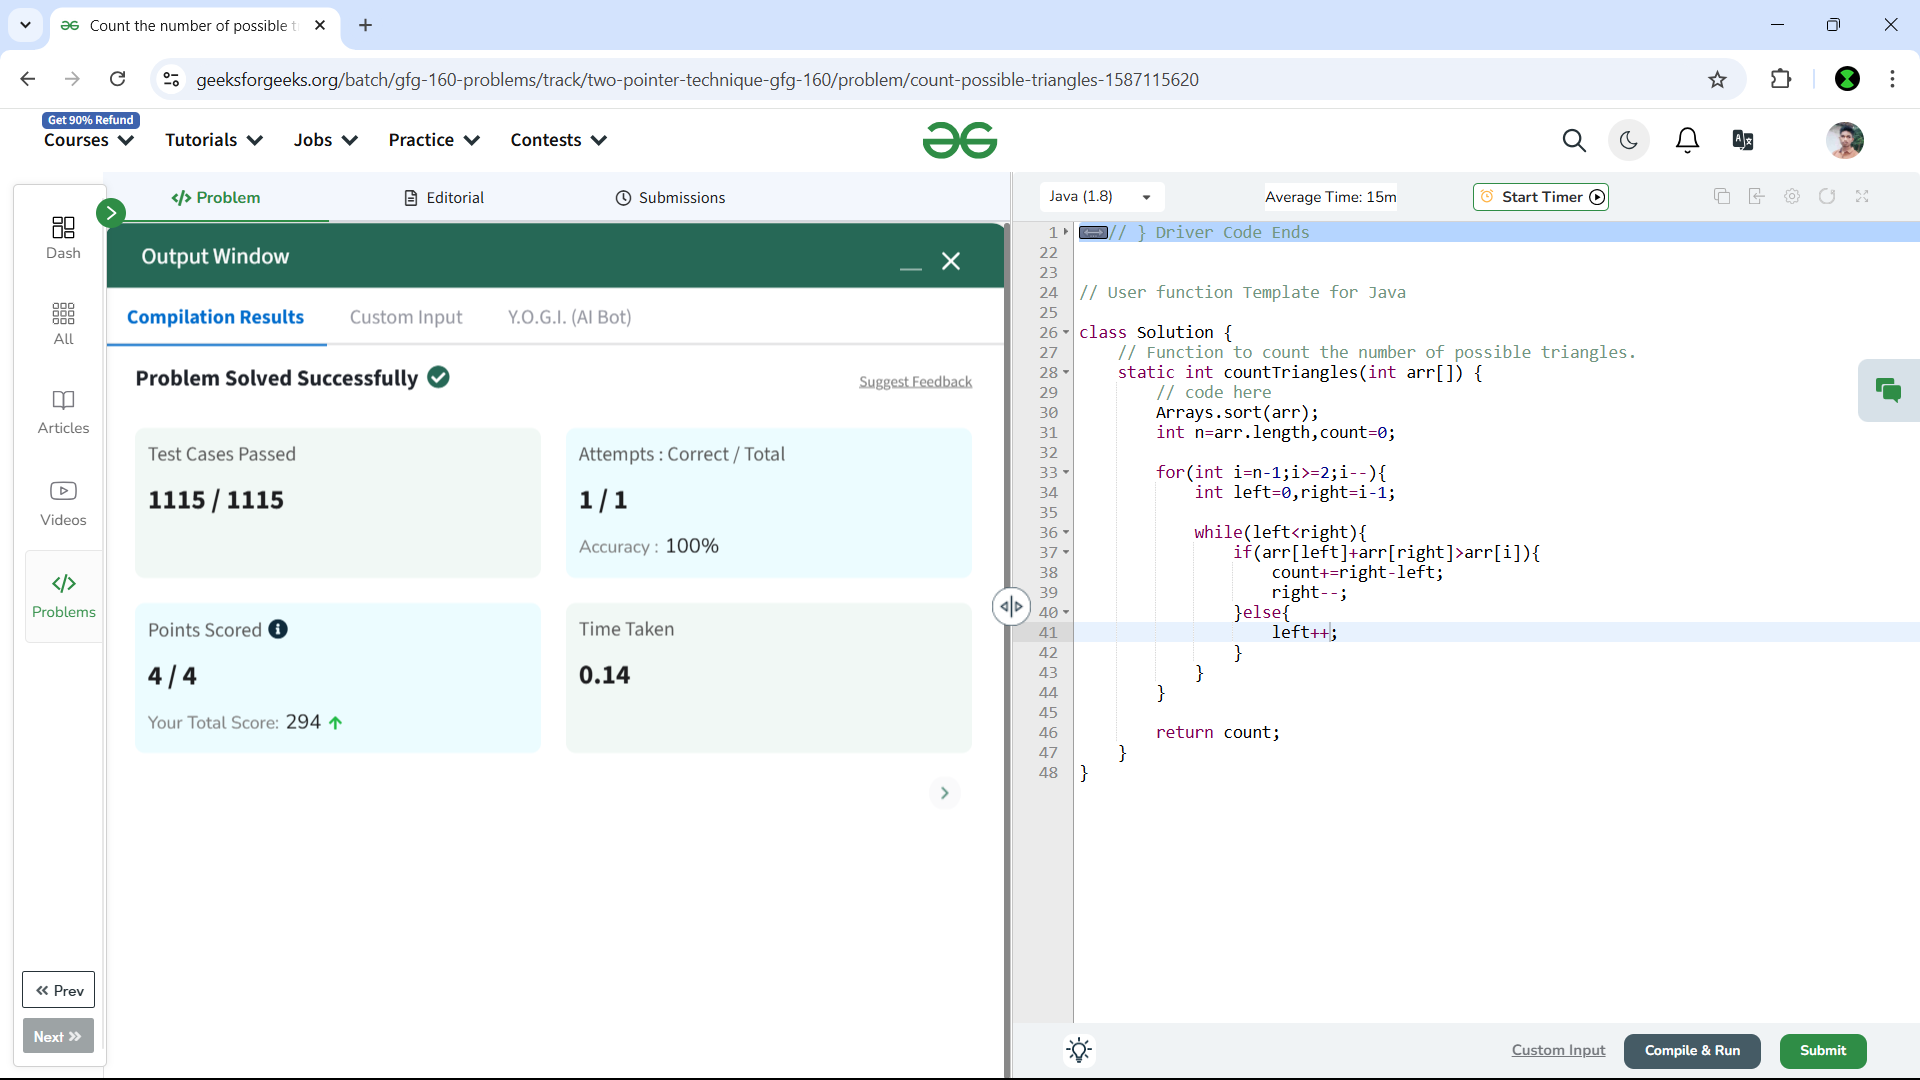 Count the number of possible t
geeksforgeeks.org/batch/gfg-160-problems/track/two-pointer-technique-gfg-160/problem/count-possible-triangles-1587115620
Get 90% Refund
Courses
Tutorials
Jobs
Practice
Contests
Dash
All
Articles
Videos
</>
Problems
Prev
Next
</> Problem
Editorial
Submissions
Output Window
Compilation Results
Custom Input
Y.O.G.I. (AI Bot)
Problem Solved Successfully
Suggest Feedback
Test Cases Passed
1115 / 1115
Attempts : Correct / Total
1 / 1
Accuracy : 100%
Points Scored
4 / 4
Your Total Score: 294
Time Taken
0.14
Java (1.8)
Average Time: 15m
Start Timer
1 // } Driver Code Ends
22
23
24 // User function Template for Java
25
26 class Solution {
27 // Function to count the number of possible triangles.
28 static int countTriangles(int arr[]) {
29 // code here
30 Arrays.sort(arr);
31 int n=arr.length,count=0;
32
33 for(int i=n-1;i>=2;i--){
34 int left=0,right=i-1;
35
36 while(left<right){
37 if(arr[left]+arr[right]>arr[i]){
38 count+=right-left;
39 right--;
40 }else{
41 left++;
42 }
43 }
44 }
45
46 return count;
47 }
48 }
Custom Input
Compile & Run
Submit